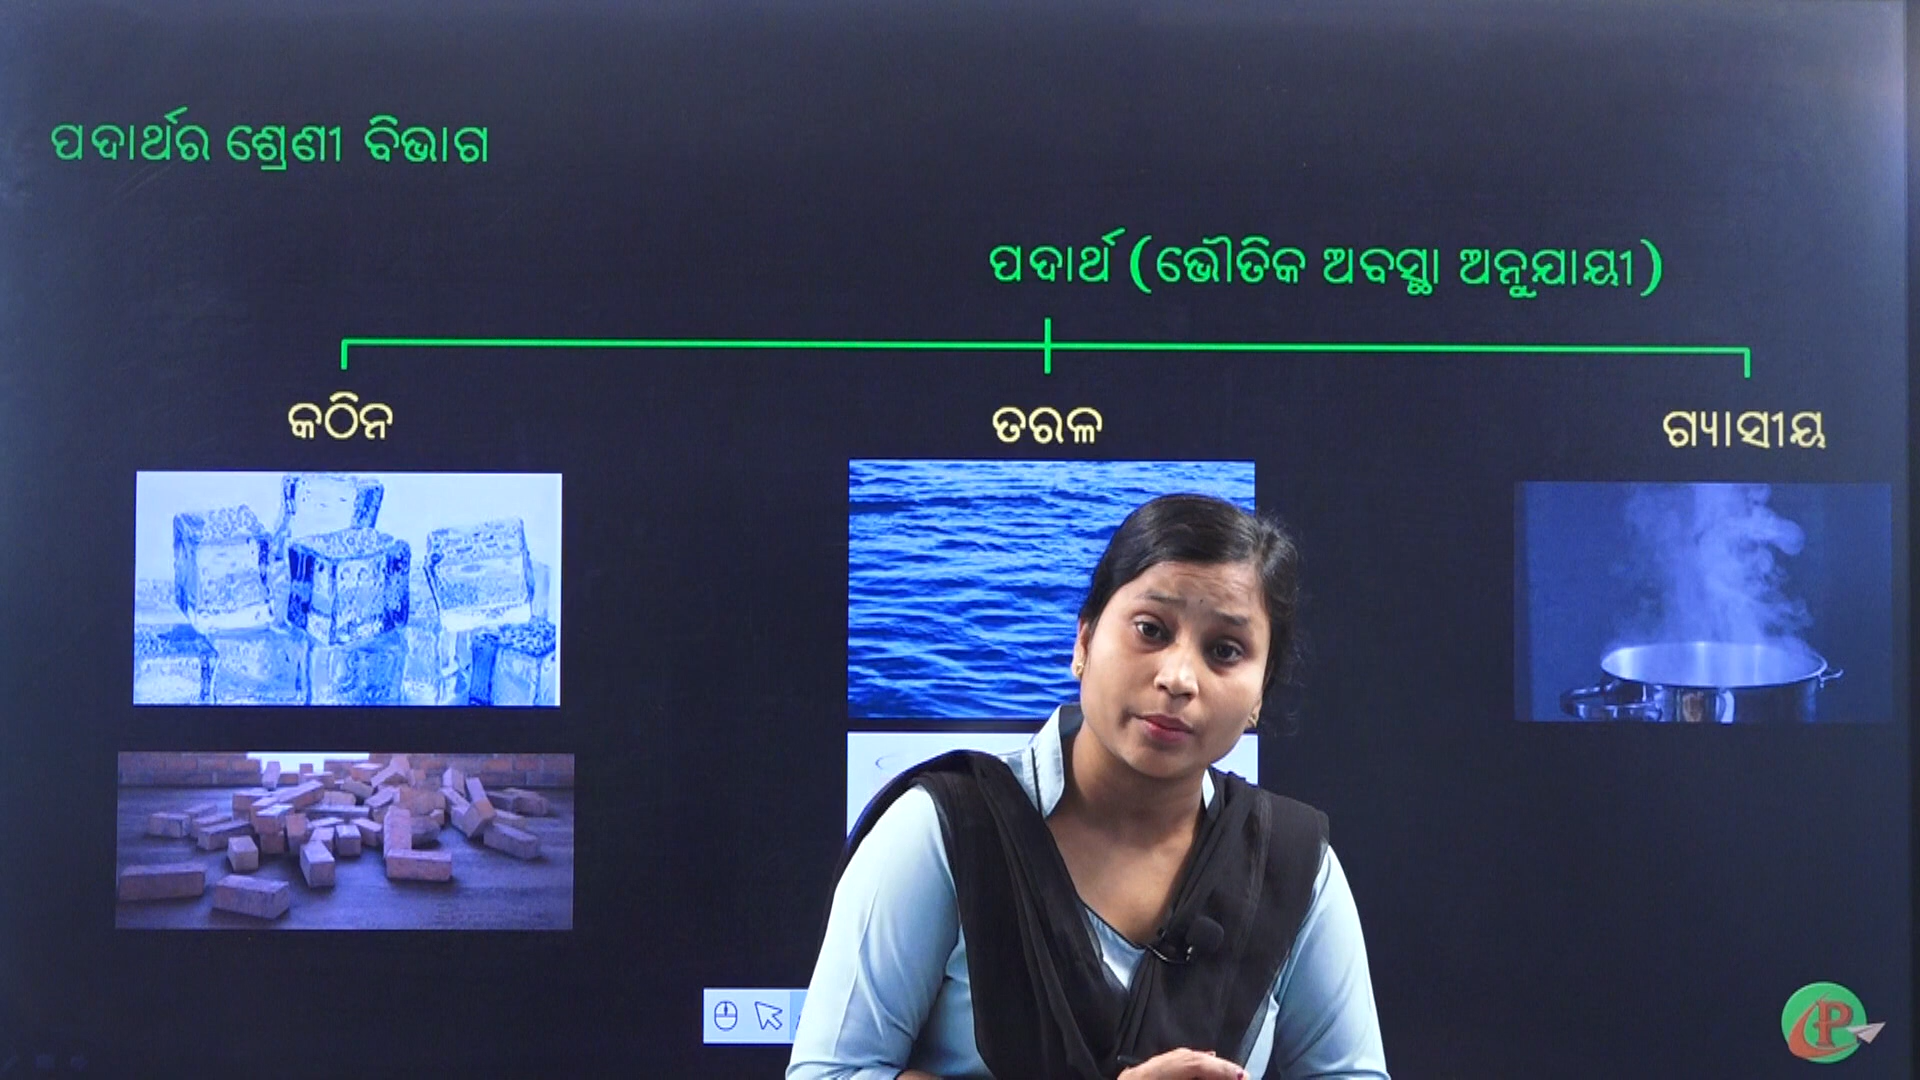 ପଦାର୍ଥର ଶ୍ରେଣୀ ବିଭାଗ
ପଦାର୍ଥ (ଭୌତିକ ଅବସ୍ଥା ଅନୁଯାୟୀ)
କଠିନ ତରଳ ଗ୍ୟାସୀୟ
P